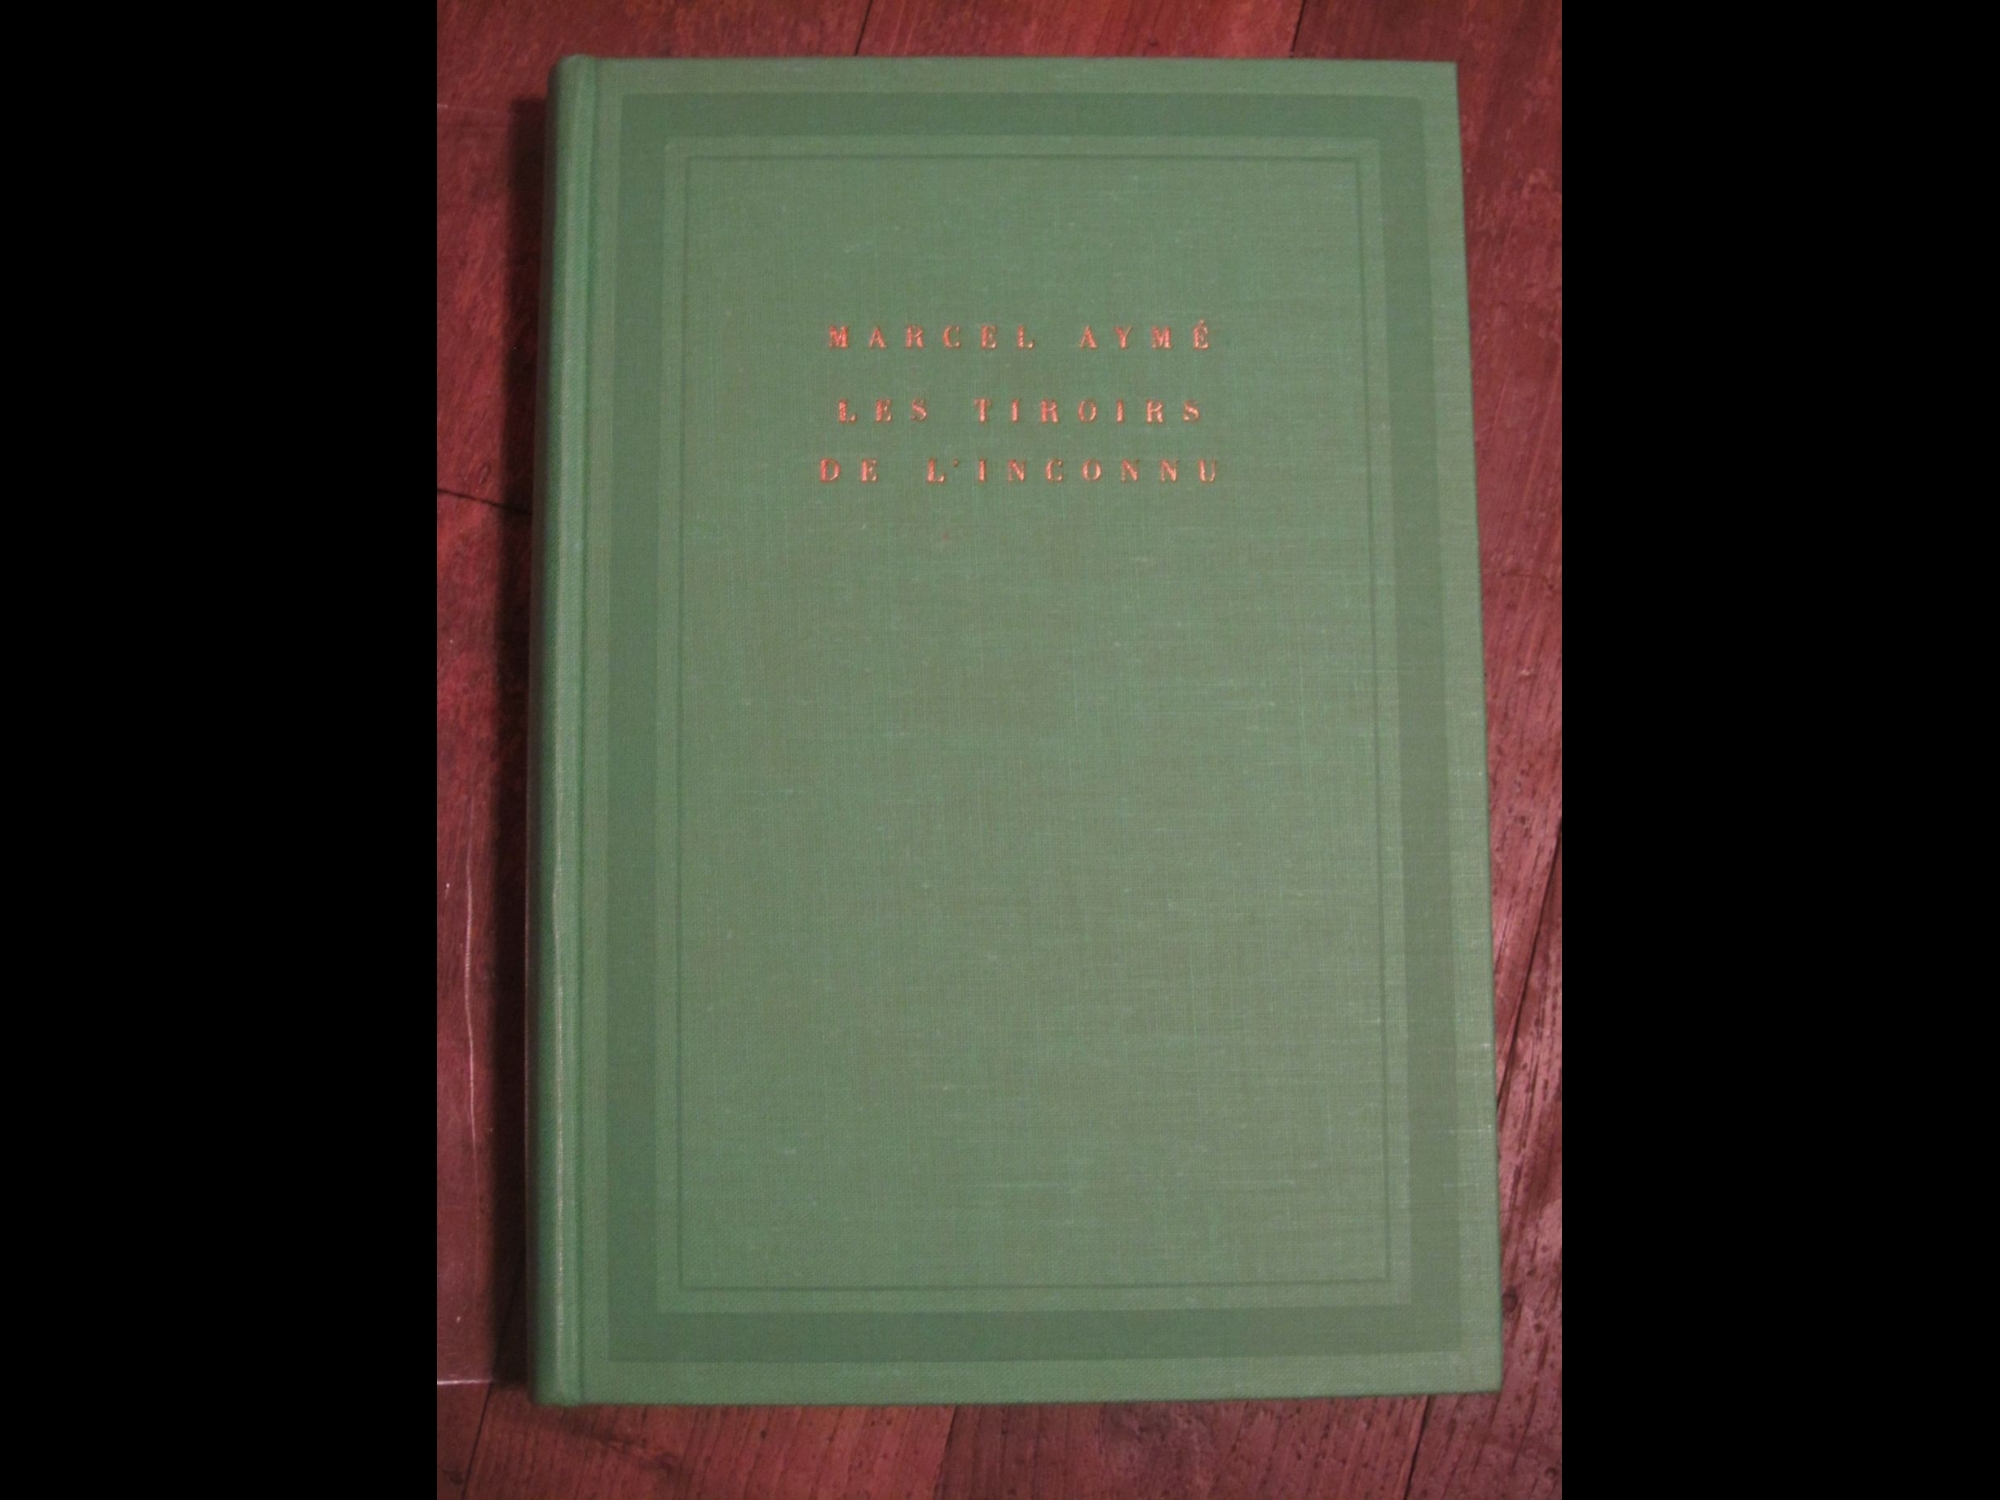 MARCEL AYMÉ
LES TIROIRS
DE L'INCONNU